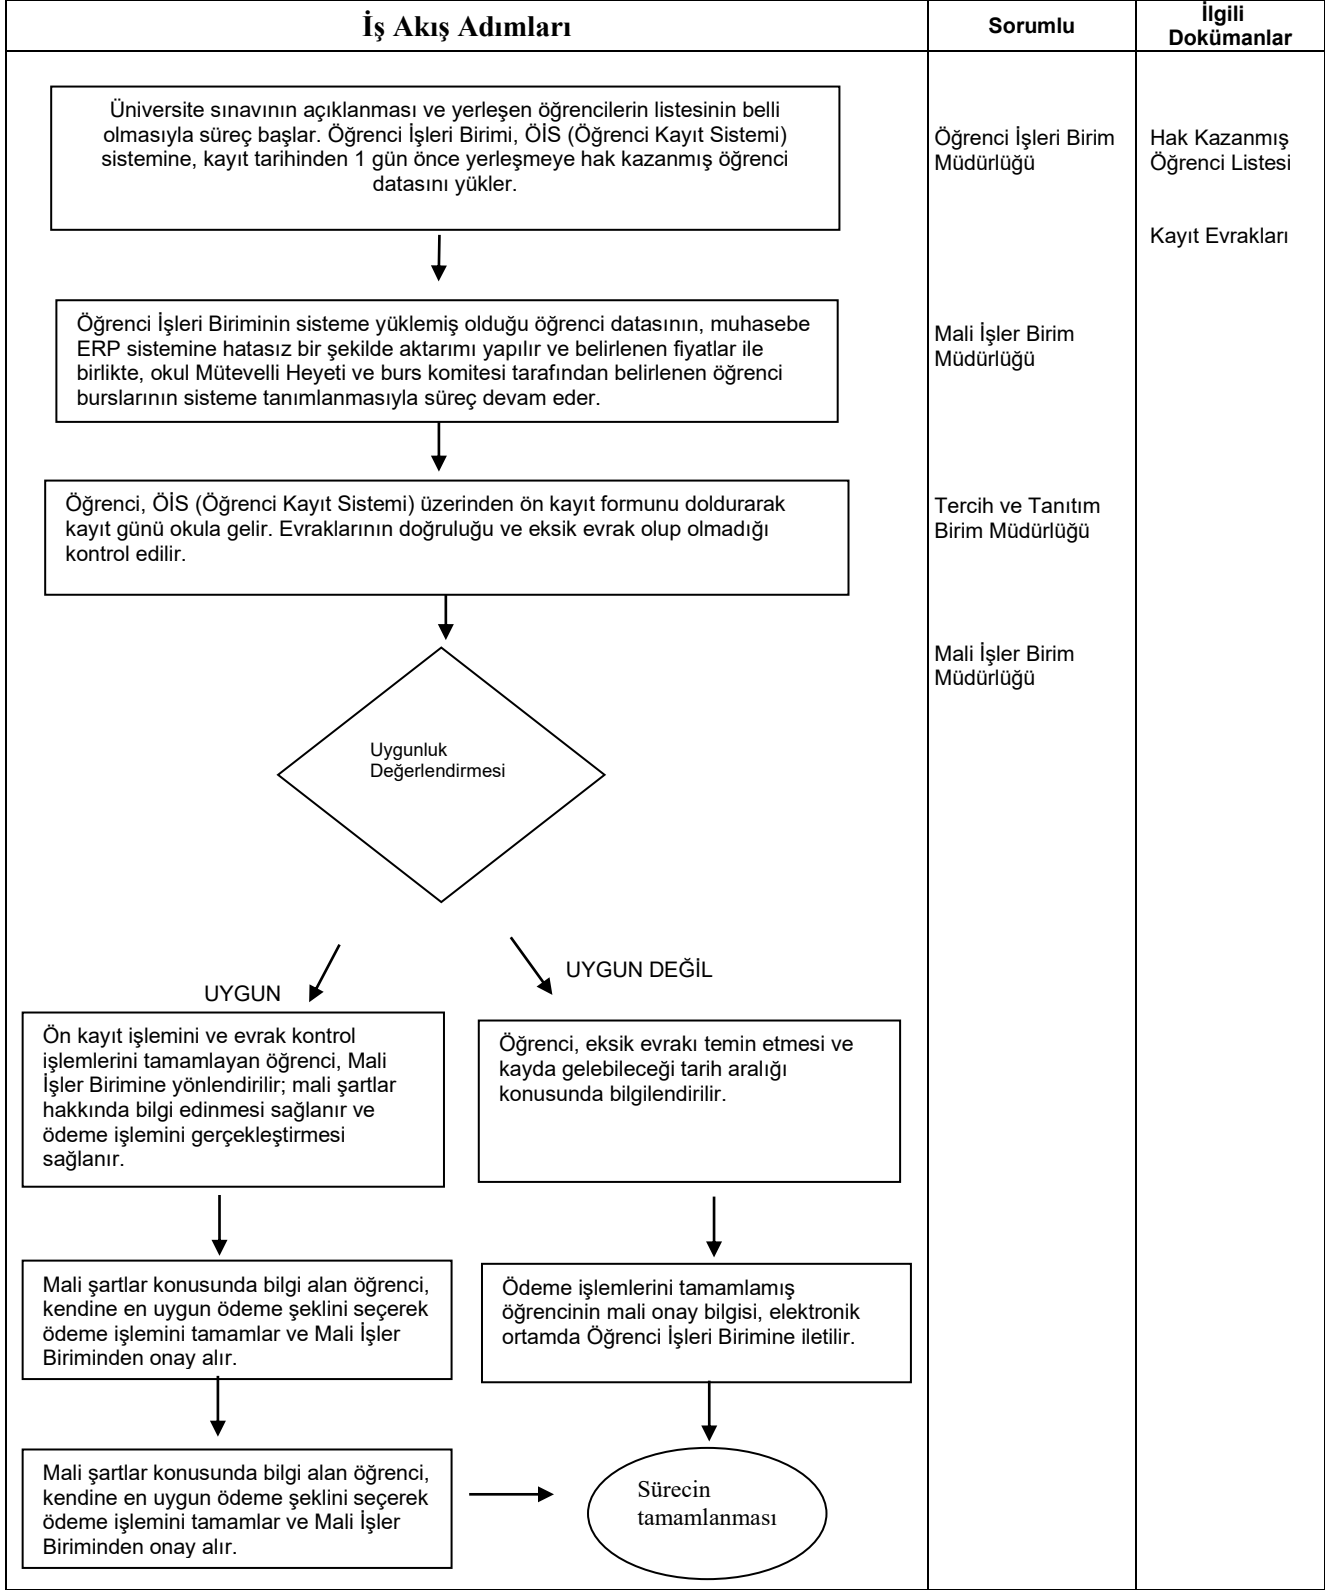 İş Akış Adımları
Sorumlu
İlgili
Dokümanlar
Üniversite sınavının açıklanması ve yerleşen öğrencilerin listesinin belli
olmasıyla süreç başlar. Öğrenci İşleri Birimi, ÖİS (Öğrenci Kayıt Sistemi)
sistemine, kayıt tarihinden 1 gün önce yerleşmeye hak kazanmış öğrenci
datasını yükler.
Öğrenci İşleri Birim
Müdürlüğü
Hak Kazanmış
Öğrenci Listesi
Kayıt Evrakları
Öğrenci İşleri Biriminin sisteme yüklemiş olduğu öğrenci datasının, muhasebe
ERP sistemine hatasız bir şekilde aktarımı yapılır ve belirlenen fiyatlar ile
birlikte, okul Mütevelli Heyeti ve burs komitesi tarafından belirlenen öğrenci
burslarının sisteme tanımlanmasıyla süreç devam eder.
Mali İşler Birim
Müdürlüğü
Öğrenci, ÖİS (Öğrenci Kayıt Sistemi) üzerinden ön kayıt formunu doldurarak
kayıt günü okula gelir. Evraklarının doğruluğu ve eksik evrak olup olmadığı
kontrol edilir.
Tercih ve Tanıtım
Birim Müdürlüğü
Mali İşler Birim
Müdürlüğü
Uygunluk
Değerlendirmesi
UYGUN
UYGUN DEĞİL
Ön kayıt işlemini ve evrak kontrol
işlemlerini tamamlayan öğrenci, Mali
İşler Birimine yönlendirilir; mali şartlar
hakkında bilgi edinmesi sağlanır ve
ödeme işlemini gerçekleştirmesi
sağlanır.
Öğrenci, eksik evrakı temin etmesi ve
kayda gelebileceği tarih aralığı
konusunda bilgilendirilir.
Mali şartlar konusunda bilgi alan öğrenci,
kendine en uygun ödeme şeklini seçerek
ödeme işlemini tamamlar ve Mali İşler
Biriminden onay alır.
Ödeme işlemlerini tamamlamış
öğrencinin mali onay bilgisi, elektronik
ortamda Öğrenci İşleri Birimine iletilir.
Mali şartlar konusunda bilgi alan öğrenci,
kendine en uygun ödeme şeklini seçerek
ödeme işlemini tamamlar ve Mali İşler
Biriminden onay alır.
Sürecin
tamamlanması